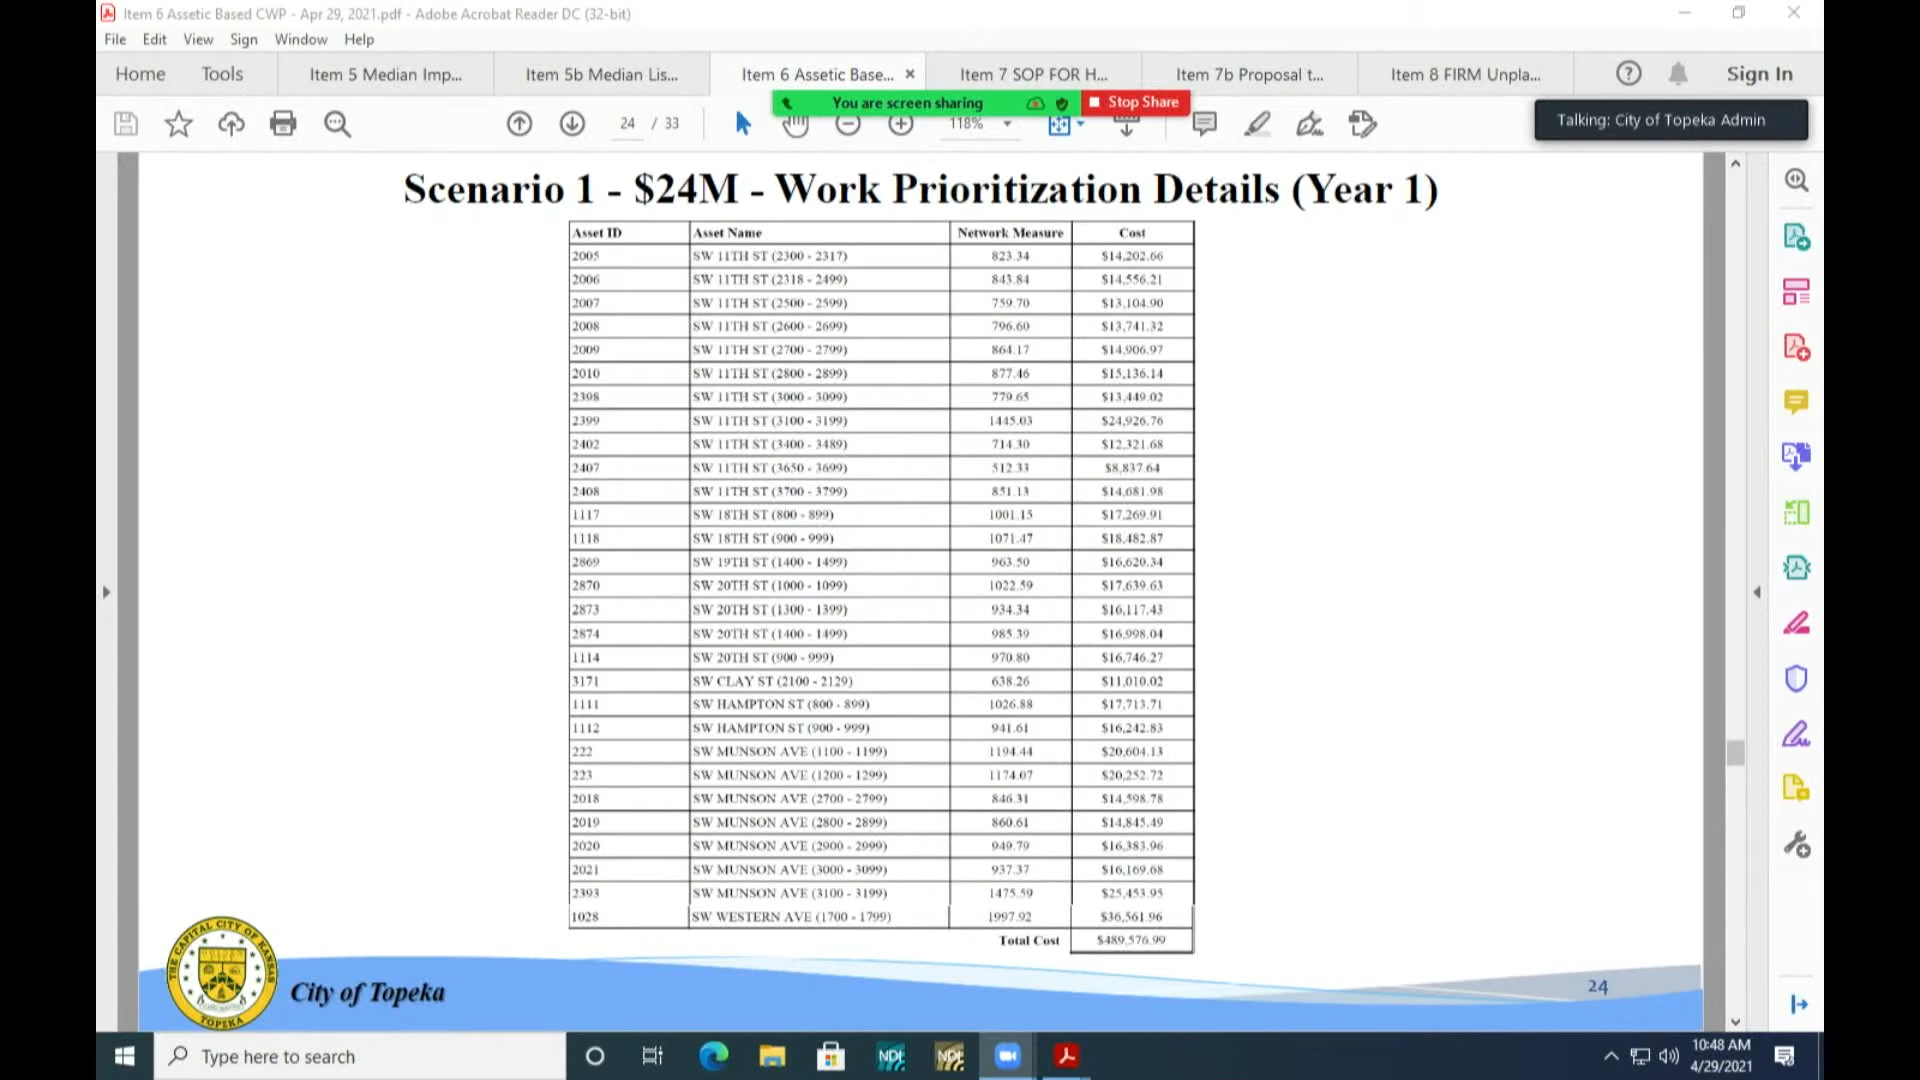 Item 6 Assetic Based CWP - Apr 29, 2021.pdf - Adobe Acrobat Reader DC (32-bit)
File Edit View Sign Window Help
Home Tools Item 5 Median Imp... Item 5b Median Lis... Item 6 Assetic Base... × Item 7 SOP FOR H... Item 7b Proposal t... Item 8 FIRM Unpla... Sign In
You are screen sharing Stop Share
24 / 33 118%
Talking: City of Topeka Admin
Scenario 1 - $24M - Work Prioritization Details (Year 1)
Asset ID Asset Name Network Measure Cost
2005 SW 11TH ST (2300 - 2317) 823.34 $14,202.66
2006 SW 11TH ST (2318 - 2499) 843.84 $14,556.21
2007 SW 11TH ST (2500 - 2599) 759.70 $13,104.90
2008 SW 11TH ST (2600 - 2699) 796.60 $13,741.32
2009 SW 11TH ST (2700 - 2799) 864.17 $14,906.97
2010 SW 11TH ST (2800 - 2899) 877.46 $15,136.14
2398 SW 11TH ST (3000 - 3099) 779.65 $13,449.02
2399 SW 11TH ST (3100 - 3199) 1445.03 $24,926.76
2402 SW 11TH ST (3400 - 3489) 714.30 $12,321.68
2407 SW 11TH ST (3650 - 3699) 512.33 $8,837.64
2408 SW 11TH ST (3700 - 3799) 851.13 $14,681.98
1117 SW 18TH ST (800 - 899) 1001.15 $17,269.91
1118 SW 18TH ST (900 - 999) 1071.47 $18,482.87
2869 SW 19TH ST (1400 - 1499) 963.50 $16,620.34
2870 SW 20TH ST (1000 - 1099) 1022.59 $17,639.63
2873 SW 20TH ST (1300 - 1399) 934.34 $16,117.43
2874 SW 20TH ST (1400 - 1499) 985.39 $16,998.04
1114 SW 20TH ST (900 - 999) 970.80 $16,746.27
3171 SW CLAY ST (2100 - 2129) 638.26 $11,010.02
1111 SW HAMPTON ST (800 - 899) 1026.88 $17,713.71
1112 SW HAMPTON ST (900 - 999) 941.61 $16,242.83
222 SW MUNSON AVE (1100 - 1199) 1194.44 $20,604.13
223 SW MUNSON AVE (1200 - 1299) 1174.07 $20,252.72
2018 SW MUNSON AVE (2700 - 2799) 846.31 $14,598.78
2019 SW MUNSON AVE (2800 - 2899) 860.61 $14,845.49
2020 SW MUNSON AVE (2900 - 2999) 949.79 $16,383.96
2021 SW MUNSON AVE (3000 - 3099) 937.37 $16,169.68
2393 SW MUNSON AVE (3100 - 3199) 1475.59 $25,453.95
1028 SW WESTERN AVE (1700 - 1799) 1997.92 $36,561.96
Total Cost $489,576.99
THE CAPITAL CITY OF KANSAS
TOPEKA
City of Topeka
24
Type here to search
10:48 AM
4/29/2021